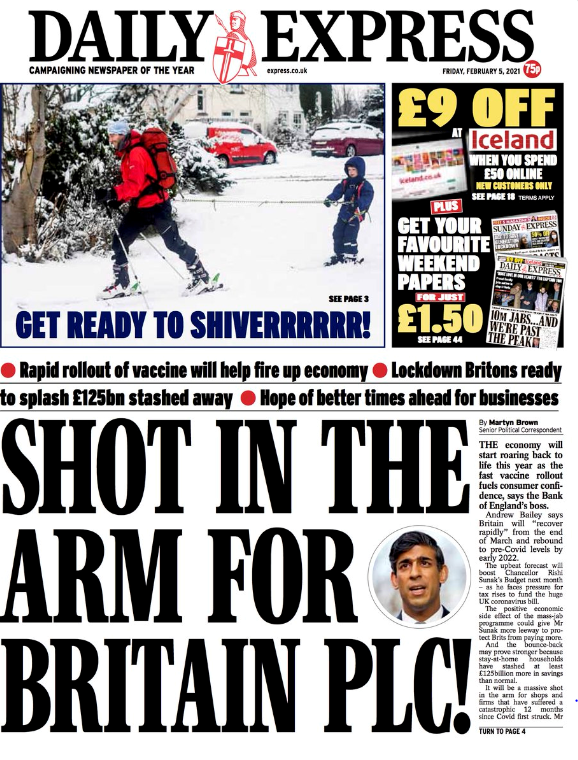 DAILY EXPRESS
CAMPAIGNING NEWSPAPER OF THE YEAR
express.co.uk
FRIDAY, FEBRUARY 5, 2021
75p
SEE PAGE 3
GET READY TO SHIVERRRRRR!
£9 OFF
AT Iceland
iceland.co.uk
WHEN YOU SPEND
£50 ONLINE
NEW CUSTOMERS ONLY
SEE PAGE 18 TERMS APPLY
PLUS
GET YOUR
FAVOURITE
WEEKEND
PAPERS
FOR JUST
£1.50
SEE PAGE 44
SUNDAY EXPRESS
DAILY EXPRESS
10M JABS...AND
WE'RE PAST
THE PEAK
● Rapid rollout of vaccine will help fire up economy ● Lockdown Britons ready
to splash £125bn stashed away ● Hope of better times ahead for businesses
SHOT IN THE
ARM FOR
BRITAIN PLC!
By Martyn Brown
Senior Political Correspondent
THE economy will
start roaring back to
life this year as the
fast vaccine rollout
fuels consumer confi-
dence, says the Bank
of England's boss.
Andrew Bailey says
Britain will "recover
rapidly" from the end
of March and rebound
to pre-Covid levels by
early 2022.
The upbeat forecast will
boost Chancellor Rishi
Sunak's Budget next month
– as he faces pressure for
tax rises to fund the huge
UK coronavirus bill.
The positive economic
side effect of the mass-jab
programme could give Mr
Sunak more leeway to pro-
tect Brits from paying more.
And the bounce-back
may prove stronger because
stay-at-home households
have stashed at least
£125billion more in savings
than normal.
It will be a massive shot
in the arm for shops and
firms that have suffered a
catastrophic 12 months
since Covid first struck. Mr
TURN TO PAGE 4